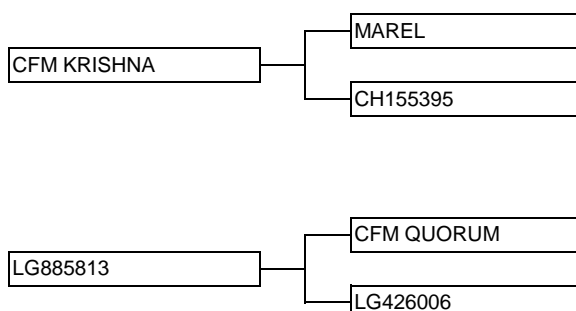 MAREL
CFM KRISHNA
CH155395
CFM QUORUM
LG885813
LG426006